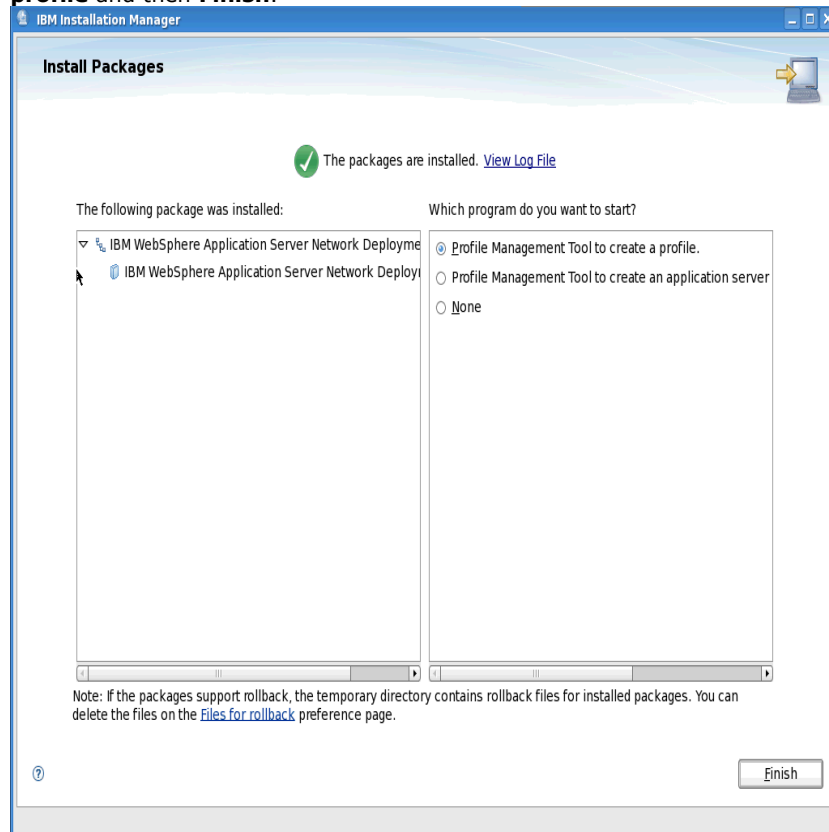 profile and then Finish.
IBM Installation Manager
Install Packages
The packages are installed. View Log File
The following package was installed:
Which program do you want to start?
IBM WebSphere Application Server Network Deployme
IBM WebSphere Application Server Network Deploy
Profile Management Tool to create a profile.
Profile Management Tool to create an application server
None
Note: If the packages support rollback, the temporary directory contains rollback files for installed packages. You can
delete the files on the Files for rollback preference page.
Finish